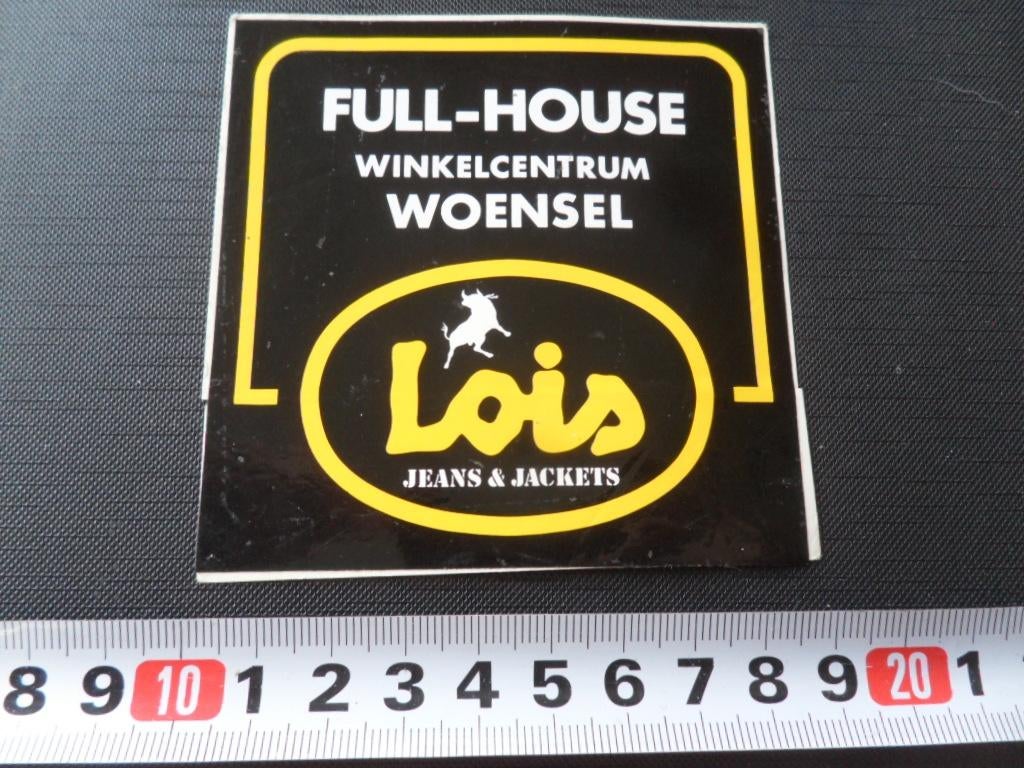 FULL-HOUSE
WINKELCENTRUM
WOENSEL
Lois
JEANS & JACKETS
8 9 10 1 2 3 4 5 6 7 8 9 20 1